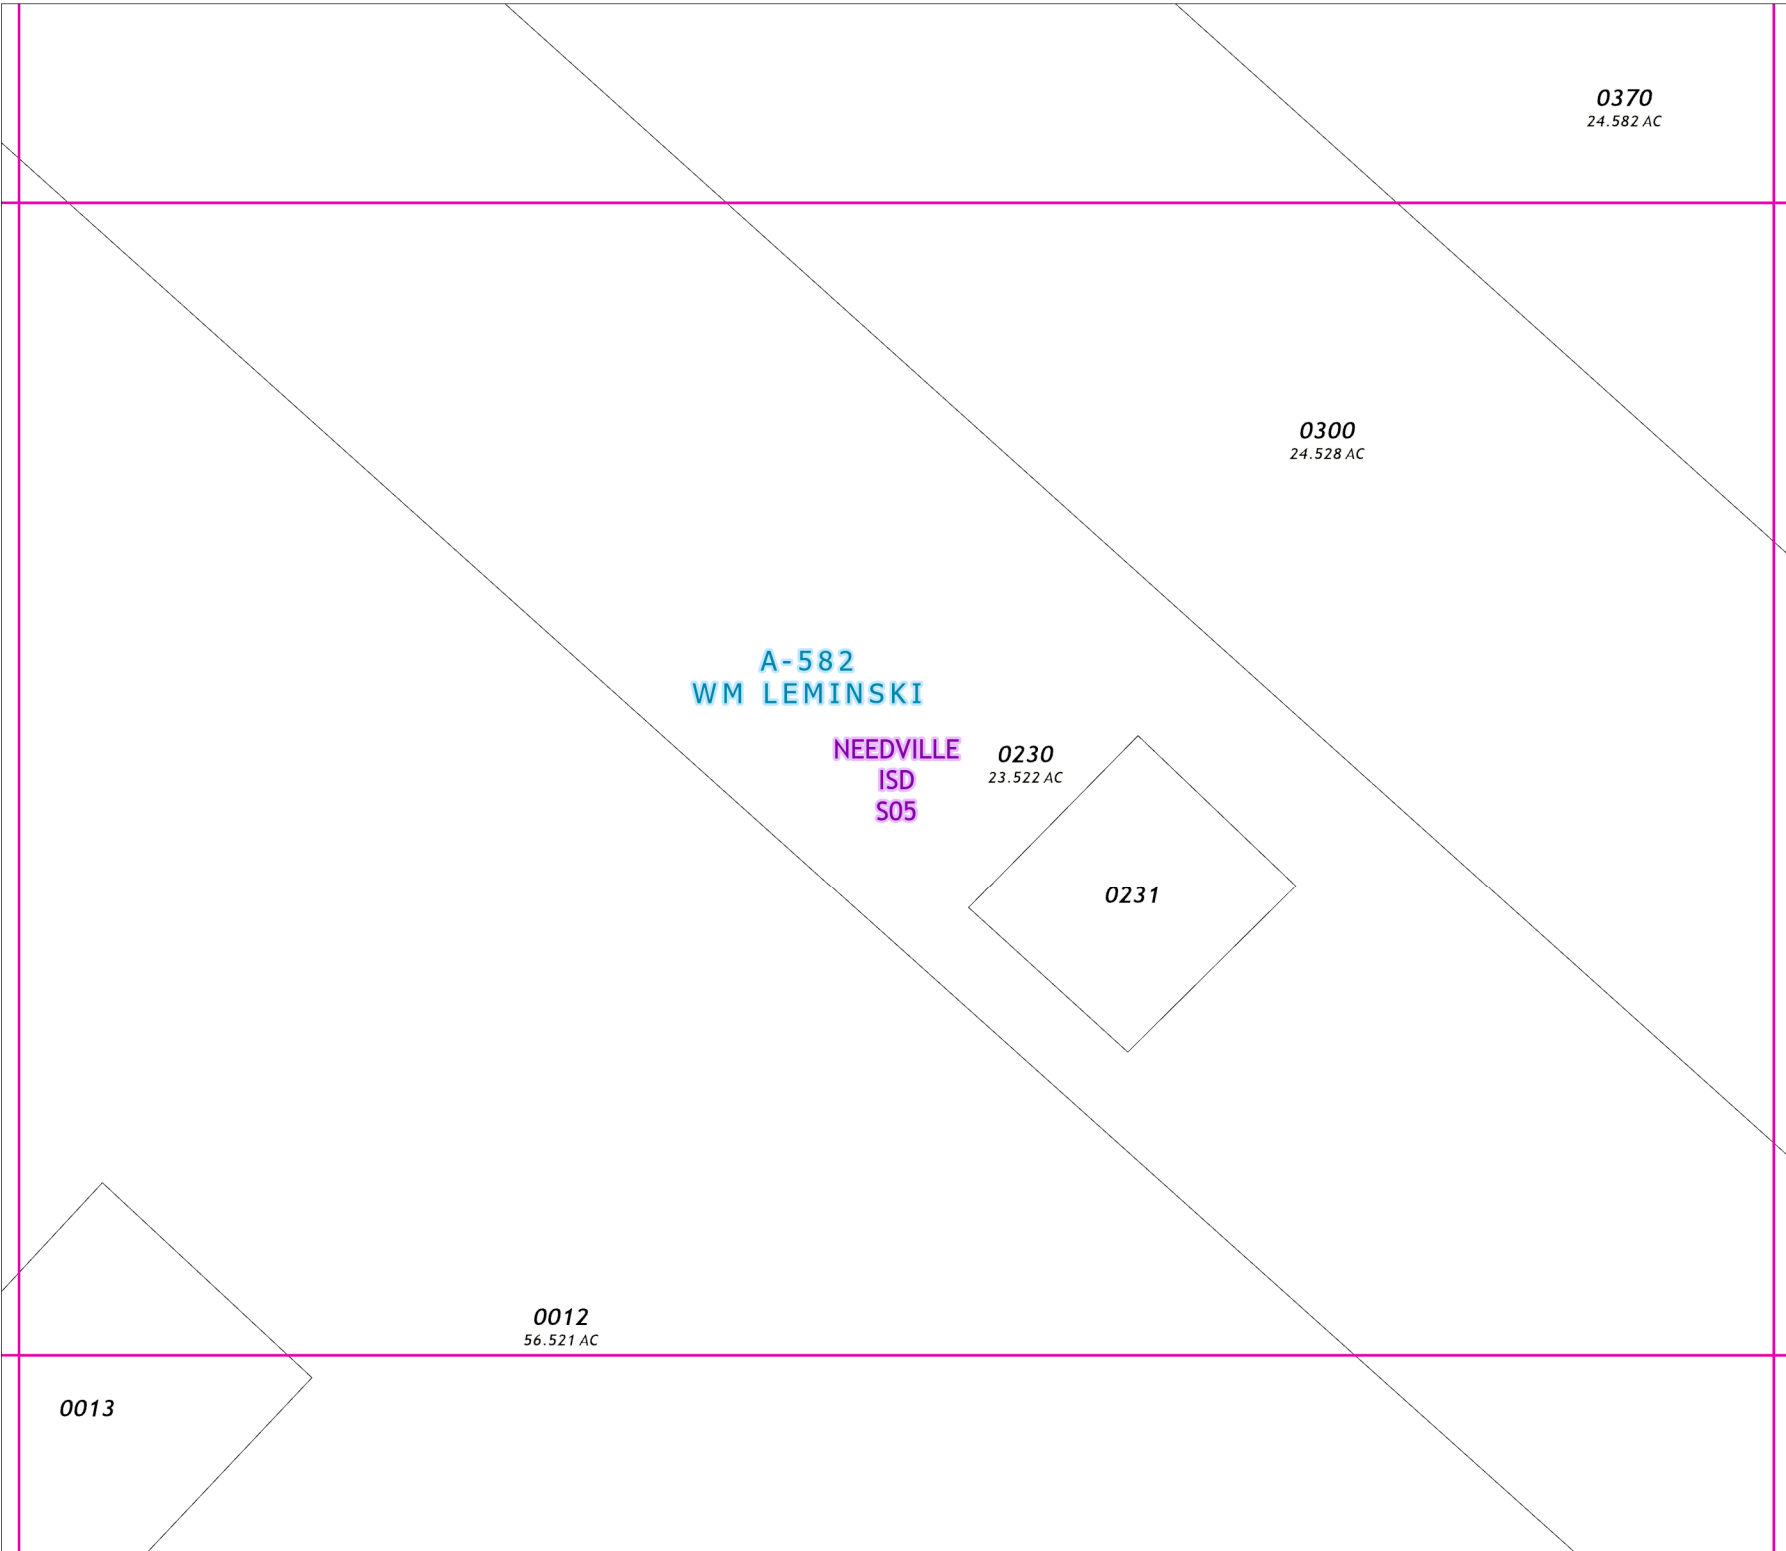 0370
24.582 AC
0300
24.528 AC
A-582
WM LEMINSKI
NEEDVILLE
ISD
S05
0230
23.522 AC
0231
0012
56.521 AC
0013